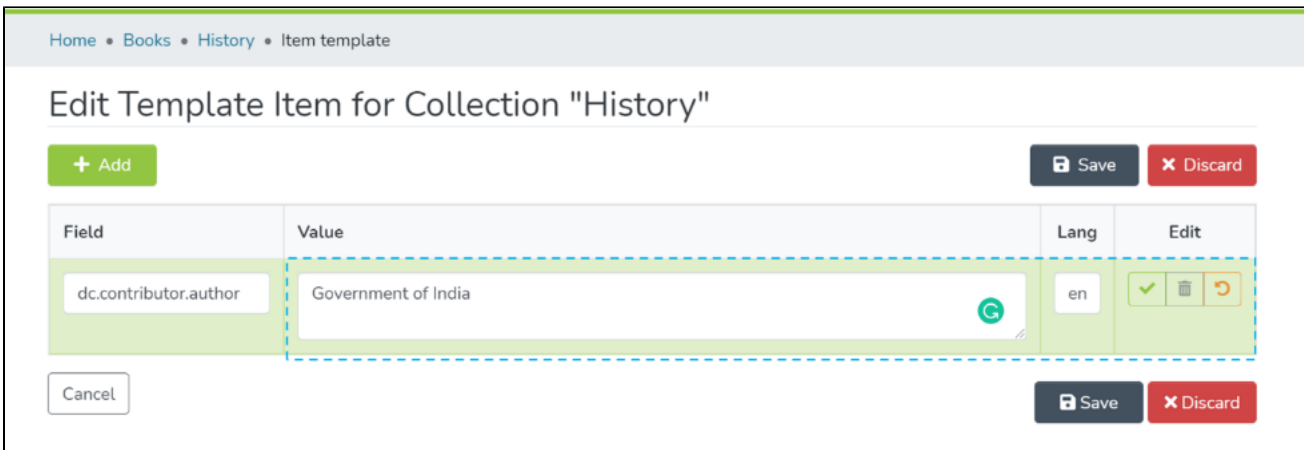 Home • Books • History • Item template
Edit Template Item for Collection "History"
+ Add Save × Discard
Field Value Lang Edit
dc.contributor.author Government of India en
Cancel Save × Discard